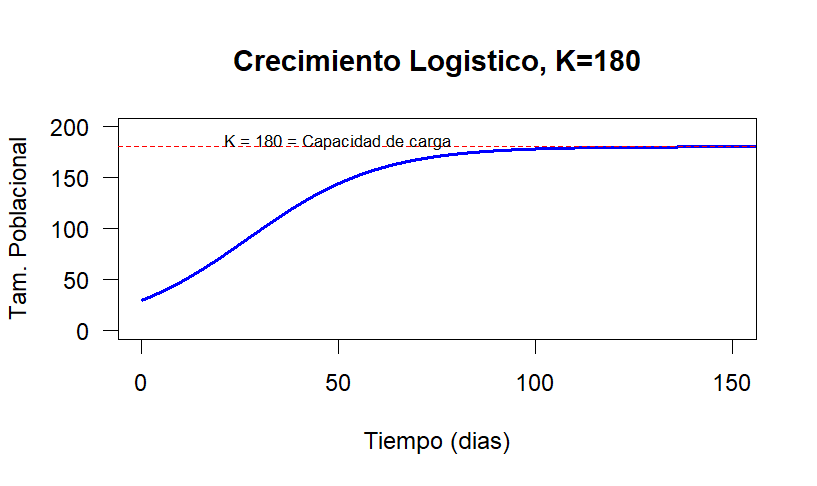 Crecimiento Logistico, K=180
K = 180 = Capacidad de carga
Tam. Poblacional
200
150
100
50
0
0 50 100 150
Tiempo (dias)